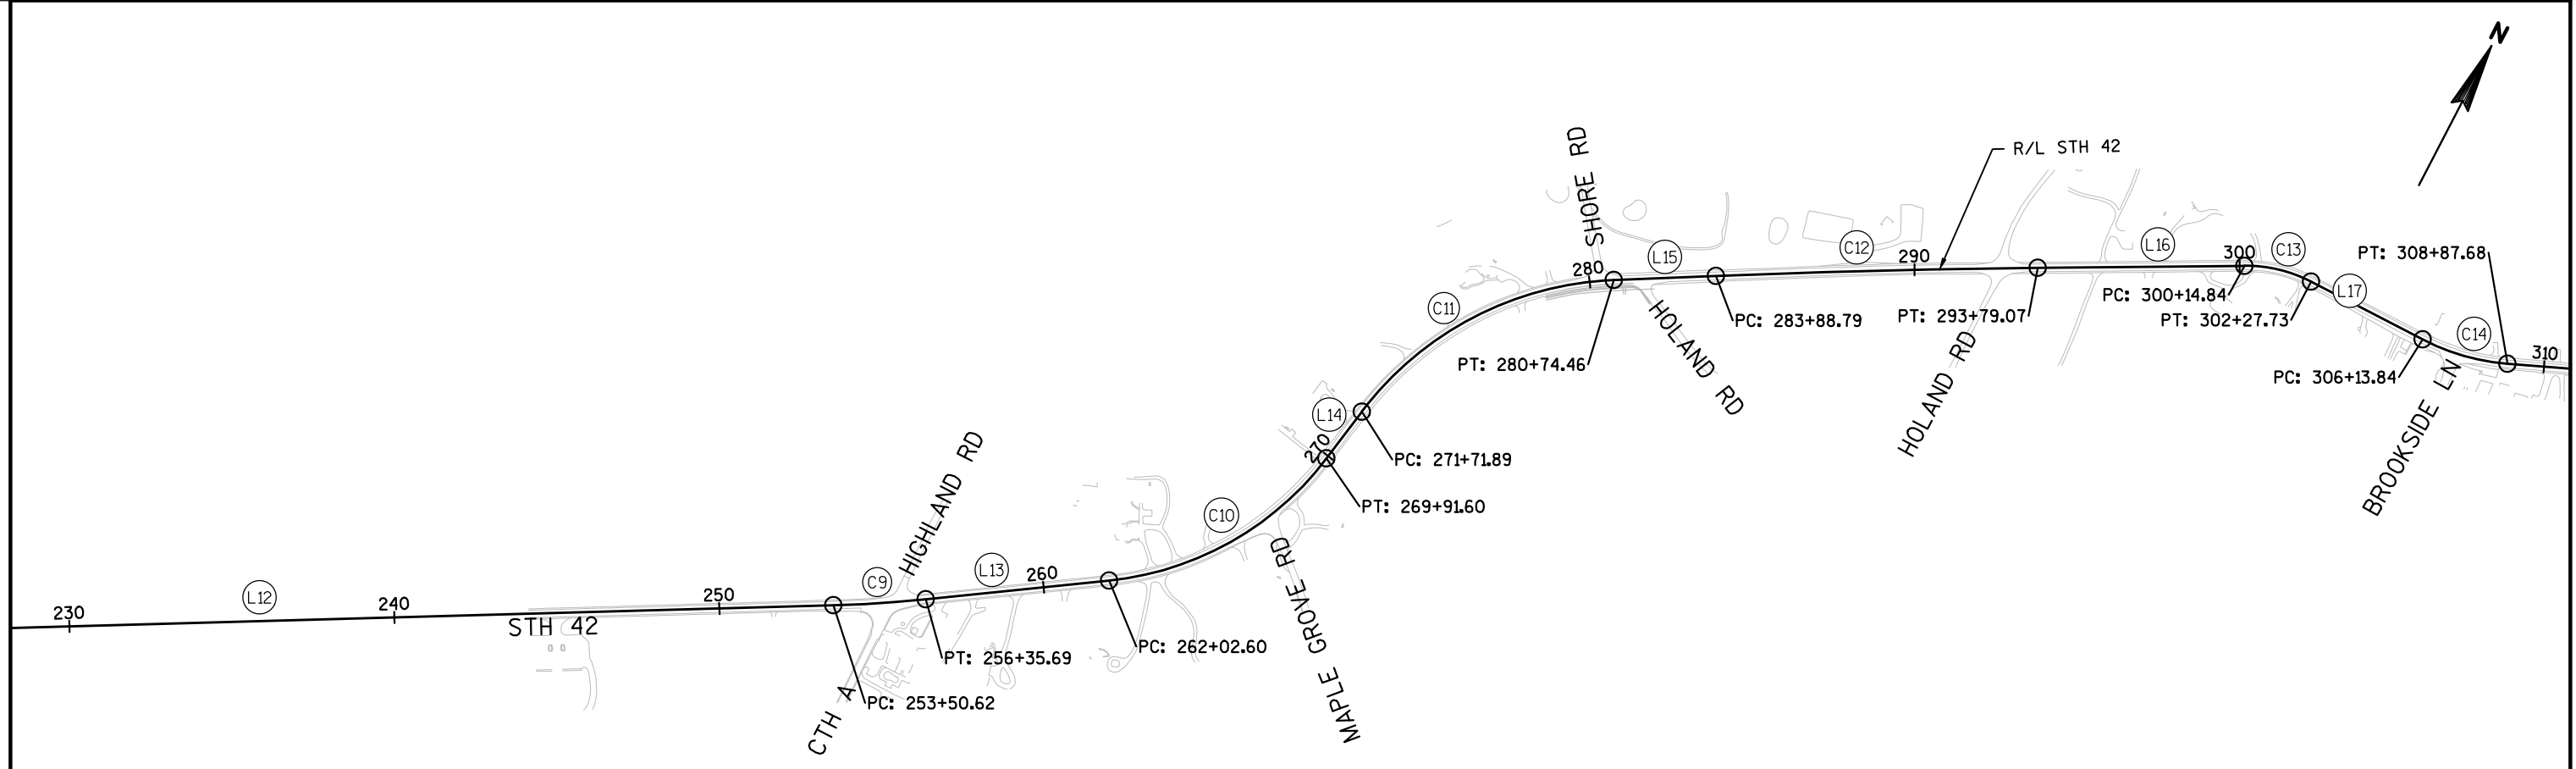 N
R/L STH 42
SHORE RD
L15
C12
290
L16
300
C13
PT: 308+87.68
280
L17
PC: 300+14.84
PC: 283+88.79
PT: 293+79.07
PT: 302+27.73
C11
HOLAND RD
C14
310
PT: 280+74.46
HOLAND RD
PC: 306+13.84
BROOKSIDE LN
L14
270
PC: 271+71.89
HIGHLAND RD
PT: 269+91.60
C10
MAPLE GROVE RD
L12
230
240
250
C9
L13
260
STH 42
PC: 262+02.60
PT: 256+35.69
CTH A
PC: 253+50.62